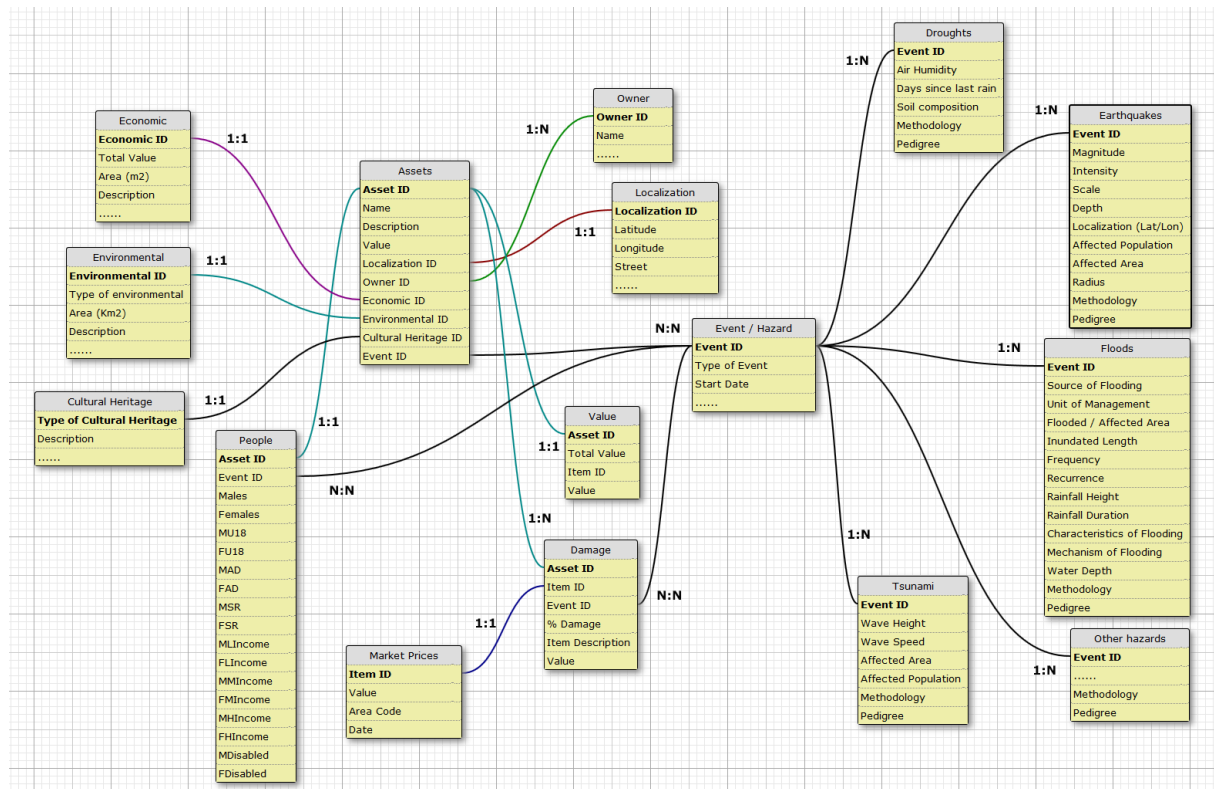 Droughts
Event ID
Air Humidity
Days since last rain
Soil composition
Methodology
Pedigree
1:N
Owner
Owner ID
Name
......
1:N
Economic
Economic ID
Total Value
Area (m2)
Description
......
1:1
Assets
Asset ID
Name
Description
Value
Localization ID
Owner ID
Economic ID
Environmental ID
Cultural Heritage ID
Event ID
Localization
Localization ID
Latitude
Longitude
Street
......
1:1
Earthquakes
Event ID
Magnitude
Intensity
Scale
Depth
Localization (Lat/Lon)
Affected Population
Affected Area
Radius
Methodology
Pedigree
1:N
Environmental
Environmental ID
Type of environmental
Area (Km2)
Description
......
1:1
Event / Hazard
Event ID
Type of Event
Start Date
......
N:N
Floods
Event ID
Source of Flooding
Unit of Management
Flooded / Affected Area
Inundated Length
Frequency
Recurrence
Rainfall Height
Rainfall Duration
Characteristics of Flooding
Mechanism of Flooding
Water Depth
Methodology
Pedigree
1:N
Cultural Heritage
Type of Cultural Heritage
Description
......
1:1
People
Asset ID
Event ID
Males
Females
MU18
FU18
MAD
FAD
MSR
FSR
MLIncome
FLIncome
MMIncome
FMIncome
MHIncome
FHIncome
MDisabled
FDisabled
1:1
N:N
Value
Asset ID
Total Value
Item ID
Value
1:1
Damage
Asset ID
Item ID
Event ID
% Damage
Item Description
Value
1:N
N:N
Market Prices
Item ID
Value
Area Code
Date
1:1
Tsunami
Event ID
Wave Height
Wave Speed
Affected Area
Affected Population
Methodology
Pedigree
1:N
Other hazards
Event ID
......
Methodology
Pedigree
1:N